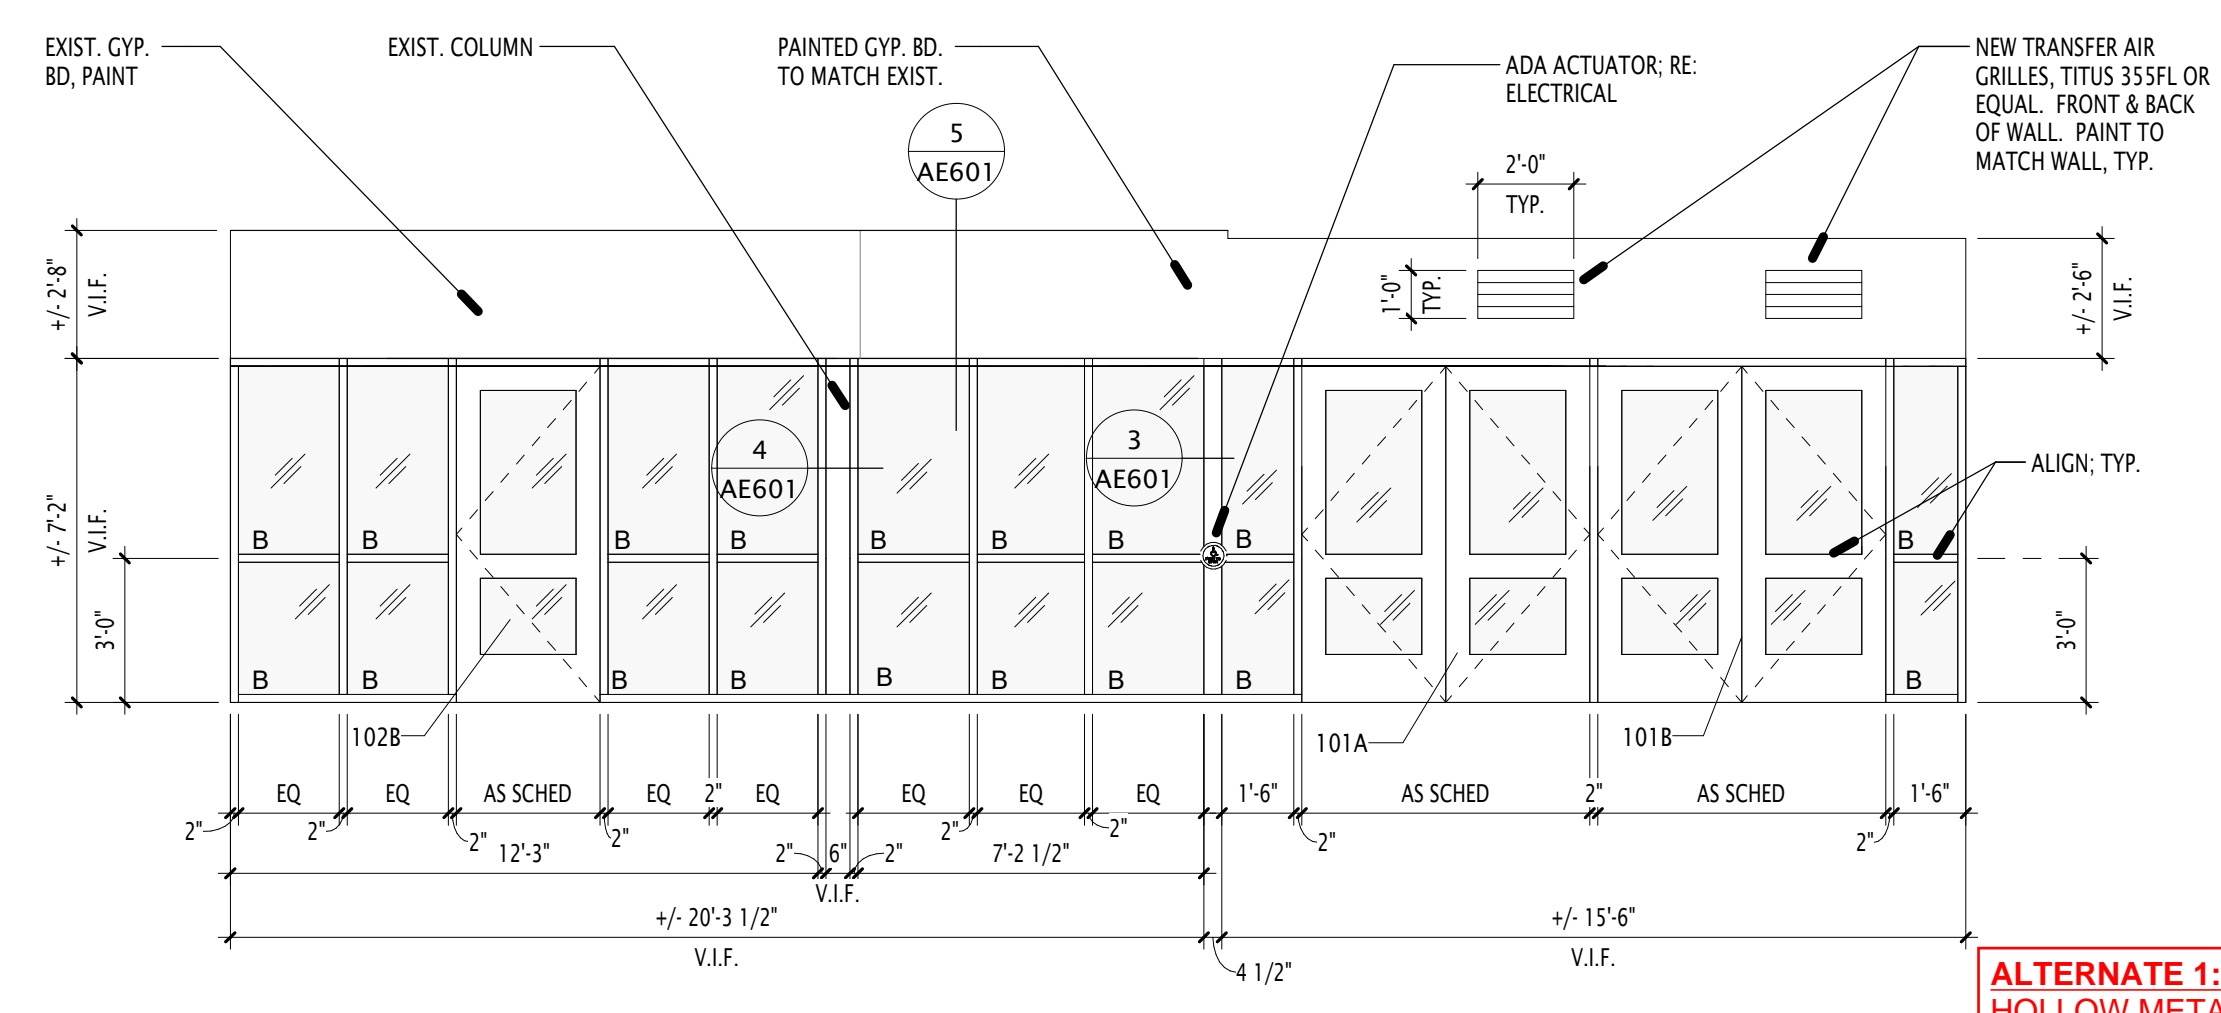 EXIST. GYP.
BD, PAINT
EXIST. COLUMN
PAINTED GYP. BD.
TO MATCH EXIST.
ADA ACTUATOR; RE:
ELECTRICAL
NEW TRANSFER AIR
GRILLES, TITUS 355FL OR
EQUAL. FRONT & BACK
OF WALL. PAINT TO
MATCH WALL, TYP.
5
AE601
2'-0"
TYP.
1'-0"
TYP.
+/- 2'-8"
V.I.F.
+/- 2'-6"
V.I.F.
+/- 7'-2"
V.I.F.
3'-0"
4
AE601
3
AE601
ALIGN; TYP.
3'-0"
B B B B B B B B B
B B B B B B B B B
102B
101A
101B
EQ EQ AS SCHED EQ 2" EQ EQ EQ EQ 1'-6" AS SCHED 2" AS SCHED 1'-6"
2" 2" 2" 2" 2" 2" 2" 2"
12'-3" 2" 6" 2" 7'-2 1/2"
V.I.F.
+/- 20'-3 1/2" +/- 15'-6"
V.I.F. 4 1/2" V.I.F.
ALTERNATE 1:
HOLLOW META